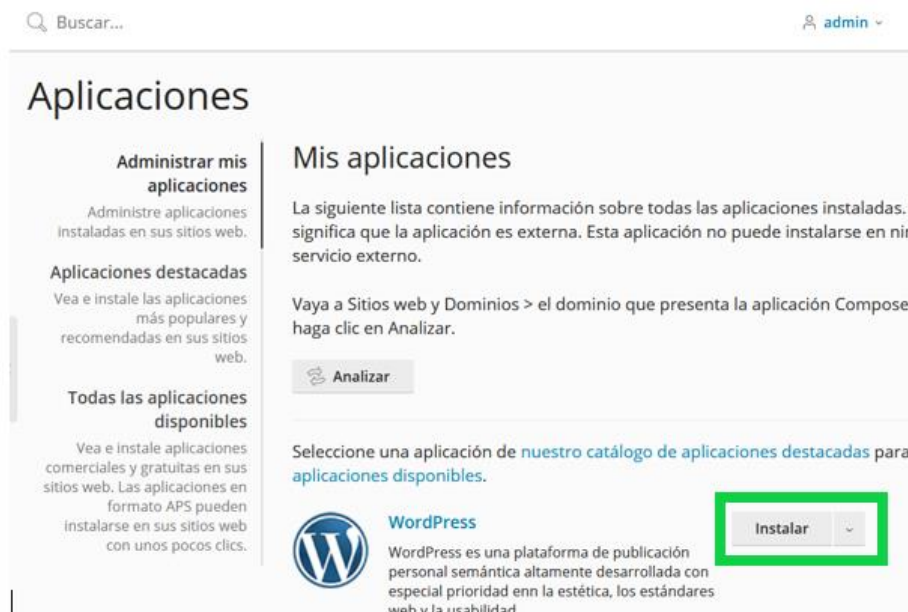 Buscar...
admin
Aplicaciones
Administrar mis
aplicaciones
Administre aplicaciones
instaladas en sus sitios web.
Aplicaciones destacadas
Vea e instale las aplicaciones
más populares y
recomendadas en sus sitios
web.
Todas las aplicaciones
disponibles
Vea e instale aplicaciones
comerciales y gratuitas en sus
sitios web. Las aplicaciones en
formato APS pueden
instalarse en sus sitios web
con unos pocos clics.
Mis aplicaciones
La siguiente lista contiene información sobre todas las aplicaciones instaladas.
significa que la aplicación es externa. Esta aplicación no puede instalarse en
servicio externo.
Vaya a Sitios web y Dominios > el dominio que presenta la aplicación Compose
haga clic en Analizar.
Analizar
Seleccione una aplicación de nuestro catálogo de aplicaciones destacadas para
aplicaciones disponibles.
WordPress
Instalar
WordPress es una plataforma de publicación
personal semántica altamente desarrollada con
especial prioridad enn la estética, los estándares
web y la usabilidad